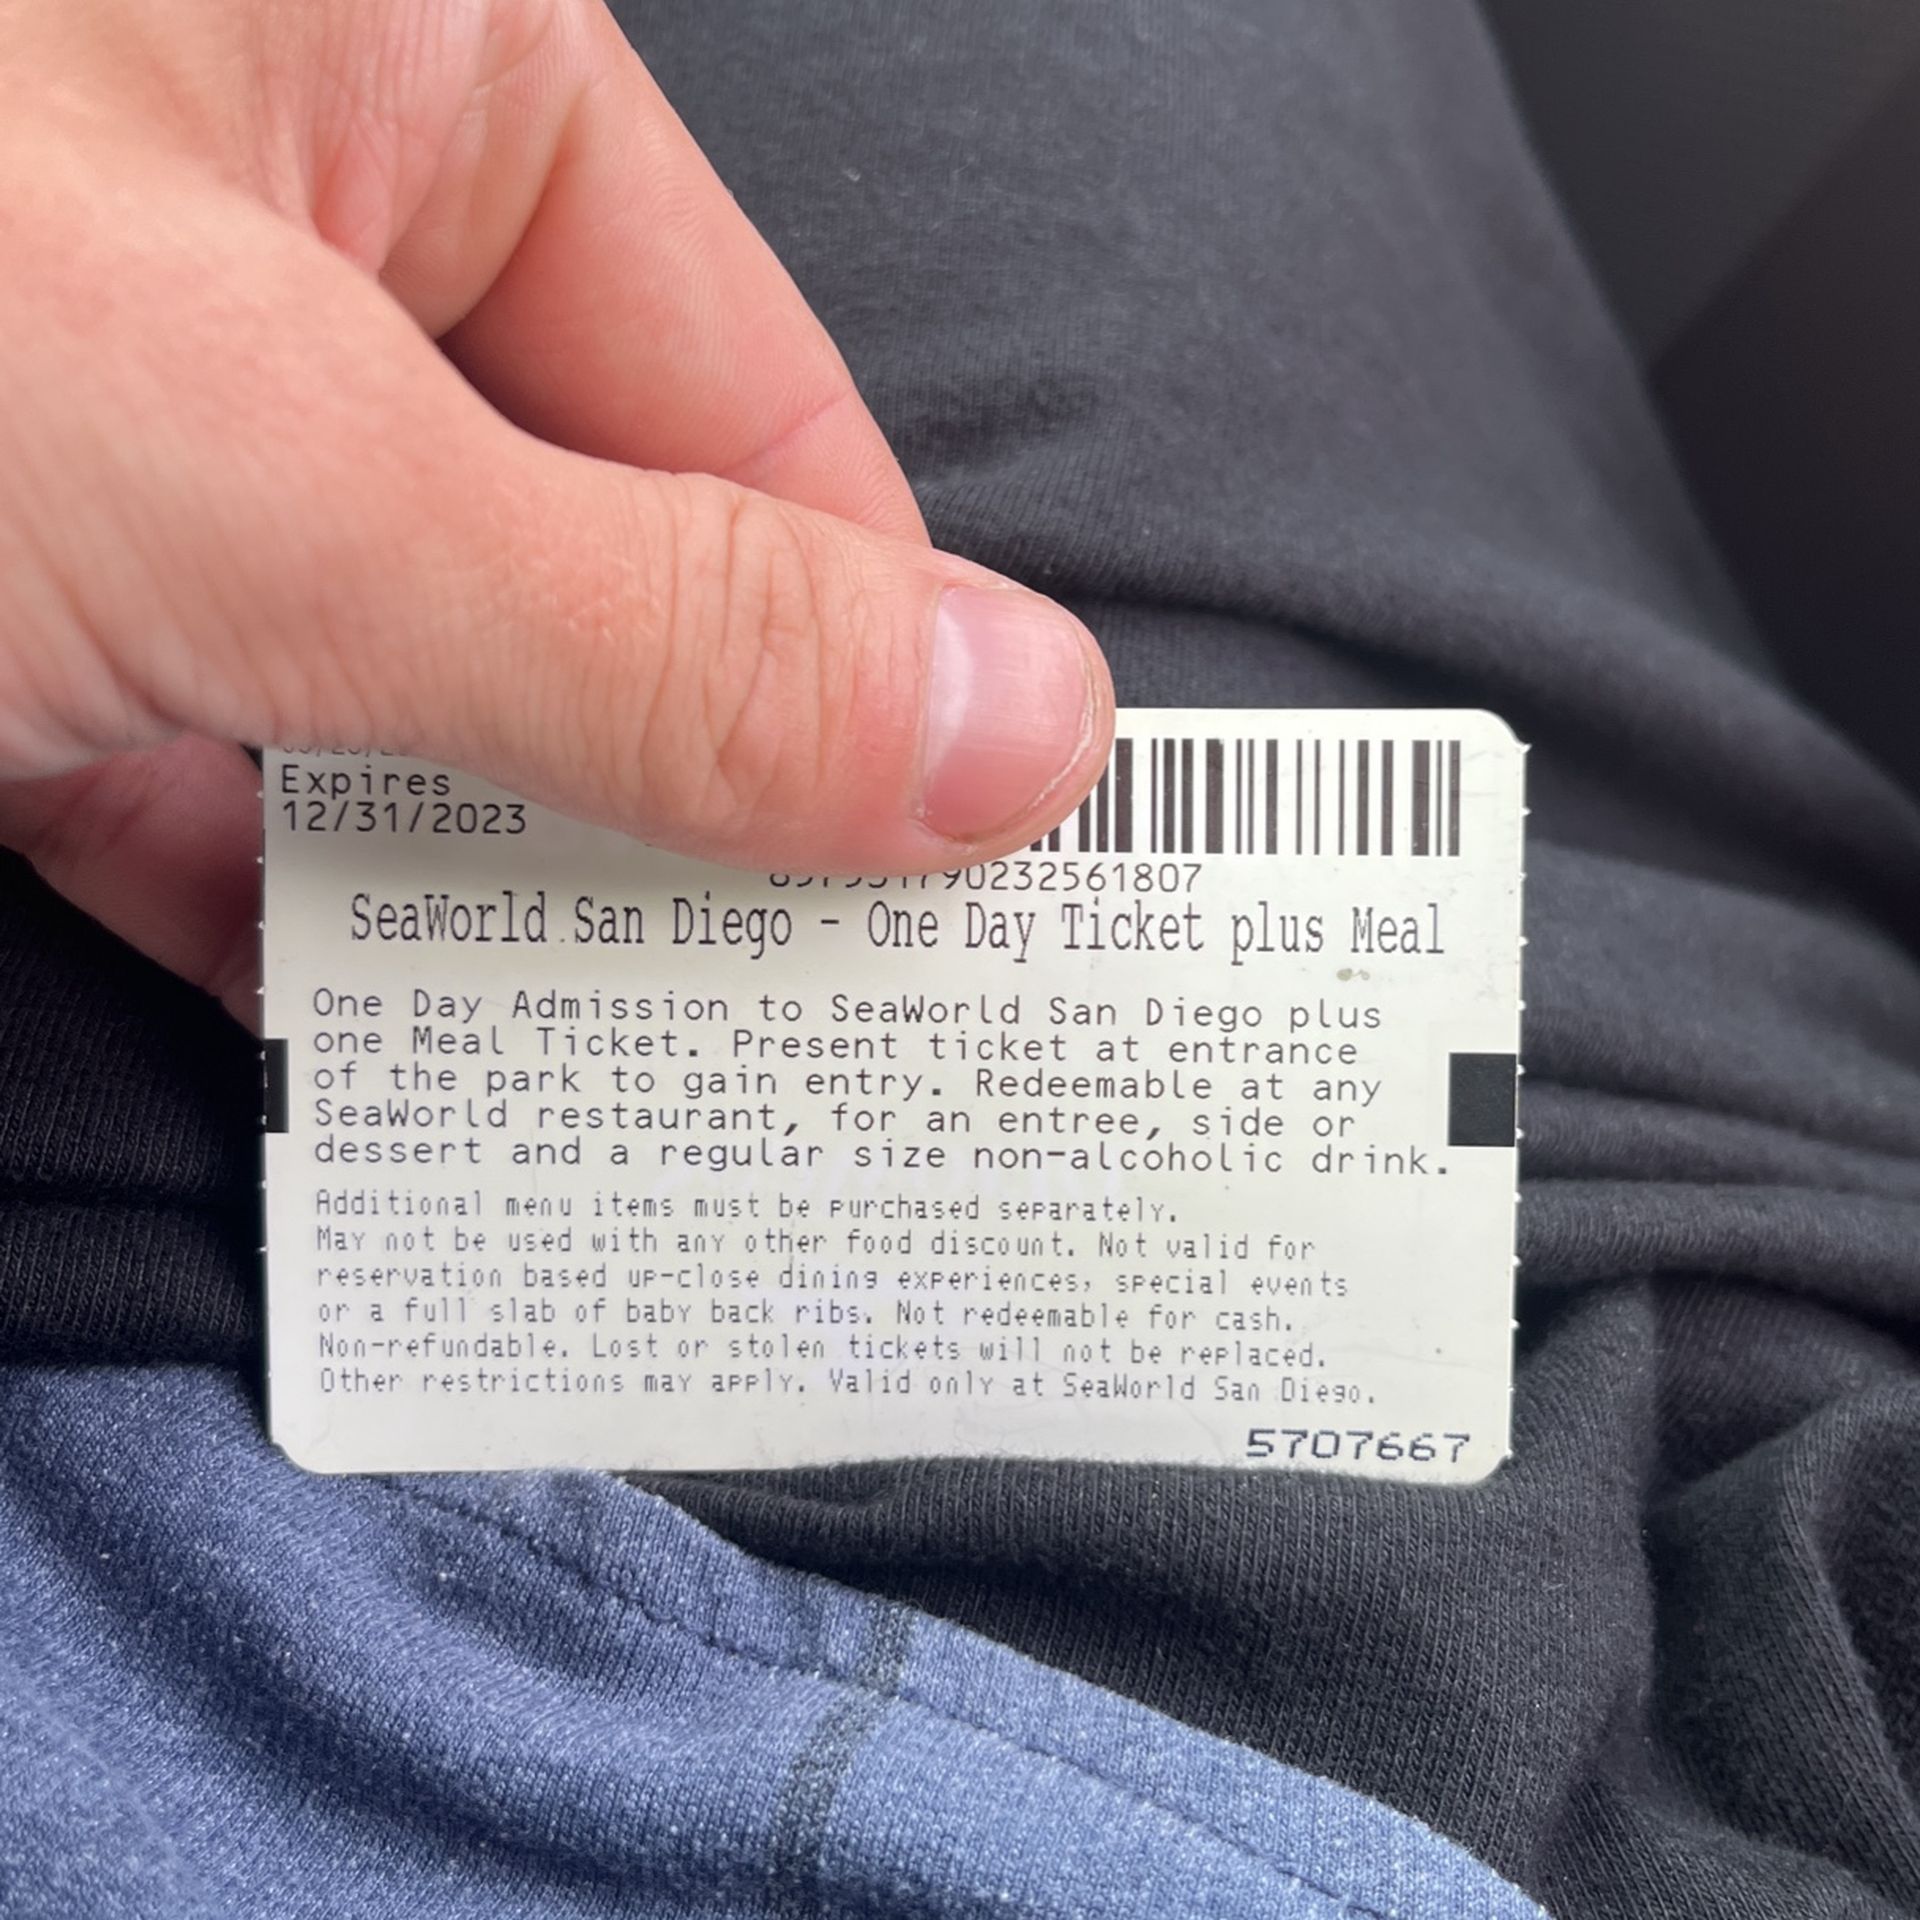 Expires
12/31/2023
90232561807
SeaWorld San Diego - One Day Ticket plus Meal
One Day Admission to SeaWorld San Diego plus
one Meal Ticket. Present ticket at entrance
of the park to gain entry. Redeemable at any
SeaWorld restaurant, for an entree, side or
dessert and a regular size non-alcoholic drink.
Additional menu items must be purchased separately.
May not be used with any other food discount. Not valid for
reservation based up-close dining experiences, special events
or a full slab of baby back ribs. Not redeemable for cash.
Non-refundable. Lost or stolen tickets will not be replaced.
Other restrictions may apply. Valid only at SeaWorld San Diego.
5707667